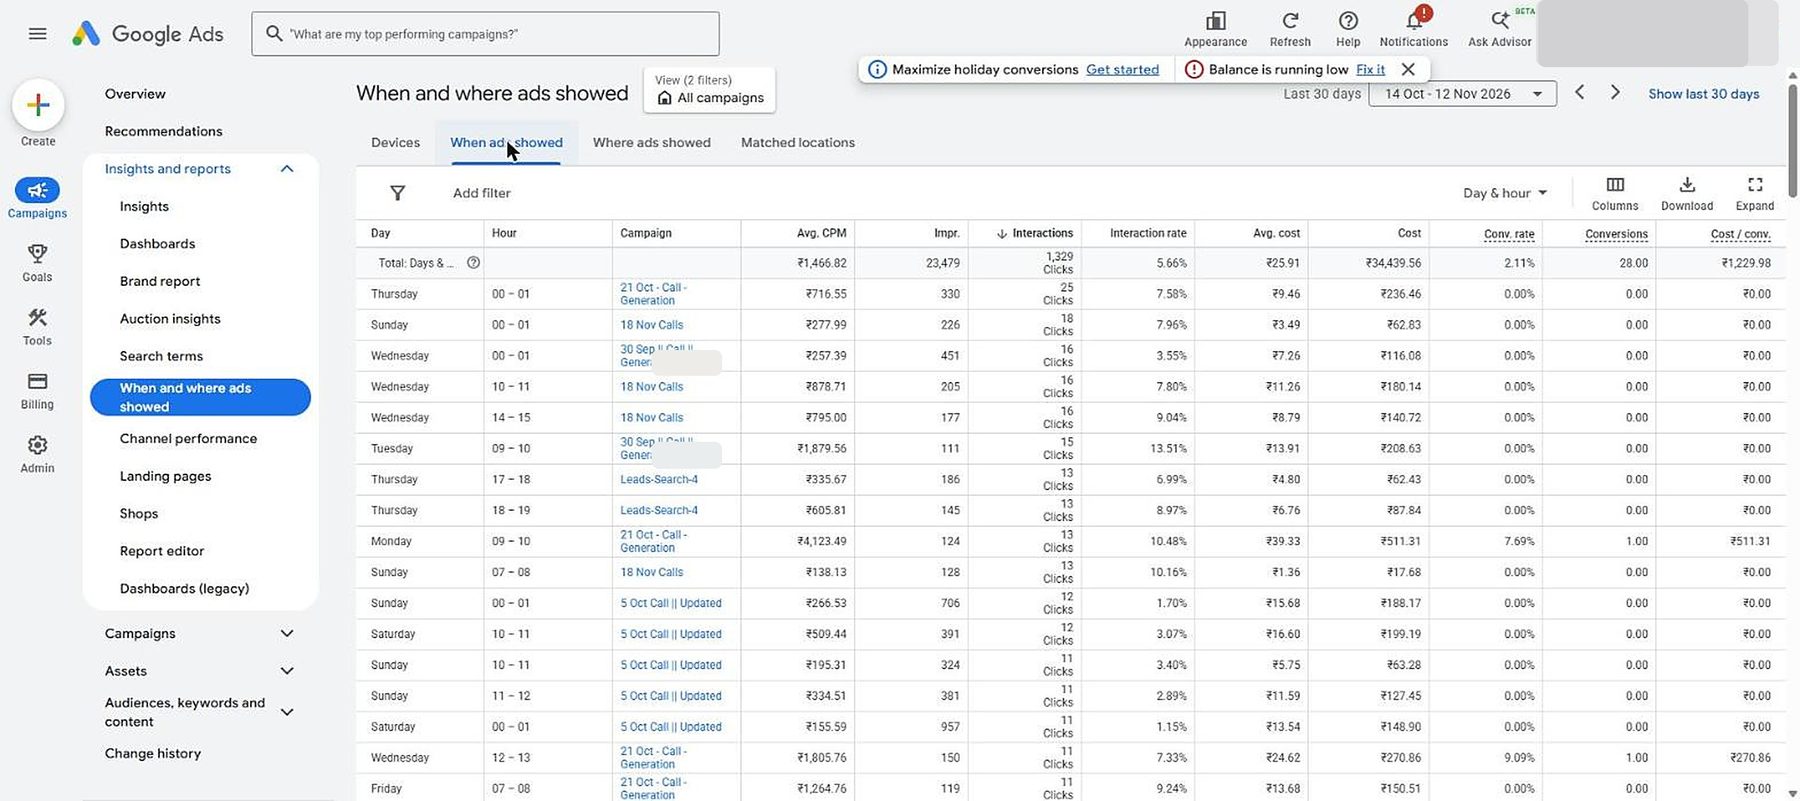 Google Ads
"What are my top performing campaigns?"
Appearance
Refresh
Help
Notifications
Ask Advisor
BETA
Maximize holiday conversions Get started
Balance is running low Fix it
Create
Campaigns
Goals
Tools
Billing
Admin
Overview
Recommendations
Insights and reports
Insights
Dashboards
Brand report
Auction insights
Search terms
When and where ads
showed
Channel performance
Landing pages
Shops
Report editor
Dashboards (legacy)
Campaigns
Assets
Audiences, keywords and
content
Change history
When and where ads showed
View (2 filters)
All campaigns
Last 30 days 14 Oct - 12 Nov 2026 Show last 30 days
Devices When ads showed Where ads showed Matched locations
Add filter
Day & hour
Columns
Download
Expand
Day Hour Campaign Avg. CPM Impr. Interactions Interaction rate Avg. cost Cost Conv. rate Conversions Cost / conv.
Total: Days & ... ₹1,466.82 23,479 1,329 Clicks 5.66% ₹25.91 ₹34,439.56 2.11% 28.00 ₹1,229.98
Thursday 00 – 01 21 Oct - Call - Generation ₹716.55 330 25 Clicks 7.58% ₹9.46 ₹236.46 0.00% 0.00 ₹0.00
Sunday 00 – 01 18 Nov Calls ₹277.99 226 18 Clicks 7.96% ₹3.49 ₹62.83 0.00% 0.00 ₹0.00
Wednesday 00 – 01 30 Sep || Call || Gener ₹257.39 451 16 Clicks 3.55% ₹7.26 ₹116.08 0.00% 0.00 ₹0.00
Wednesday 10 – 11 18 Nov Calls ₹878.71 205 16 Clicks 7.80% ₹11.26 ₹180.14 0.00% 0.00 ₹0.00
Wednesday 14 – 15 18 Nov Calls ₹795.00 177 16 Clicks 9.04% ₹8.79 ₹140.72 0.00% 0.00 ₹0.00
Tuesday 09 – 10 30 Sep || Call || Gener ₹1,879.56 111 15 Clicks 13.51% ₹13.91 ₹208.63 0.00% 0.00 ₹0.00
Thursday 17 – 18 Leads-Search-4 ₹335.67 186 13 Clicks 6.99% ₹4.80 ₹62.43 0.00% 0.00 ₹0.00
Thursday 18 – 19 Leads-Search-4 ₹605.81 145 13 Clicks 8.97% ₹6.76 ₹87.84 0.00% 0.00 ₹0.00
Monday 09 – 10 21 Oct - Call - Generation ₹4,123.49 124 13 Clicks 10.48% ₹39.33 ₹511.31 7.69% 1.00 ₹511.31
Sunday 07 – 08 18 Nov Calls ₹138.13 128 13 Clicks 10.16% ₹1.36 ₹17.68 0.00% 0.00 ₹0.00
Sunday 00 – 01 5 Oct Call || Updated ₹266.53 706 12 Clicks 1.70% ₹15.68 ₹188.17 0.00% 0.00 ₹0.00
Saturday 10 – 11 5 Oct Call || Updated ₹509.44 391 12 Clicks 3.07% ₹16.60 ₹199.19 0.00% 0.00 ₹0.00
Sunday 10 – 11 5 Oct Call || Updated ₹195.31 324 11 Clicks 3.40% ₹5.75 ₹63.28 0.00% 0.00 ₹0.00
Sunday 11 – 12 5 Oct Call || Updated ₹334.51 381 11 Clicks 2.89% ₹11.59 ₹127.45 0.00% 0.00 ₹0.00
Saturday 00 – 01 5 Oct Call || Updated ₹155.59 957 11 Clicks 1.15% ₹13.54 ₹148.90 0.00% 0.00 ₹0.00
Wednesday 12 – 13 21 Oct - Call - Generation ₹1,805.76 150 11 Clicks 7.33% ₹24.62 ₹270.86 9.09% 1.00 ₹270.86
Friday 07 – 08 21 Oct - Call - Generation ₹1,264.76 119 11 Clicks 9.24% ₹13.68 ₹150.51 0.00% 0.00 ₹0.00